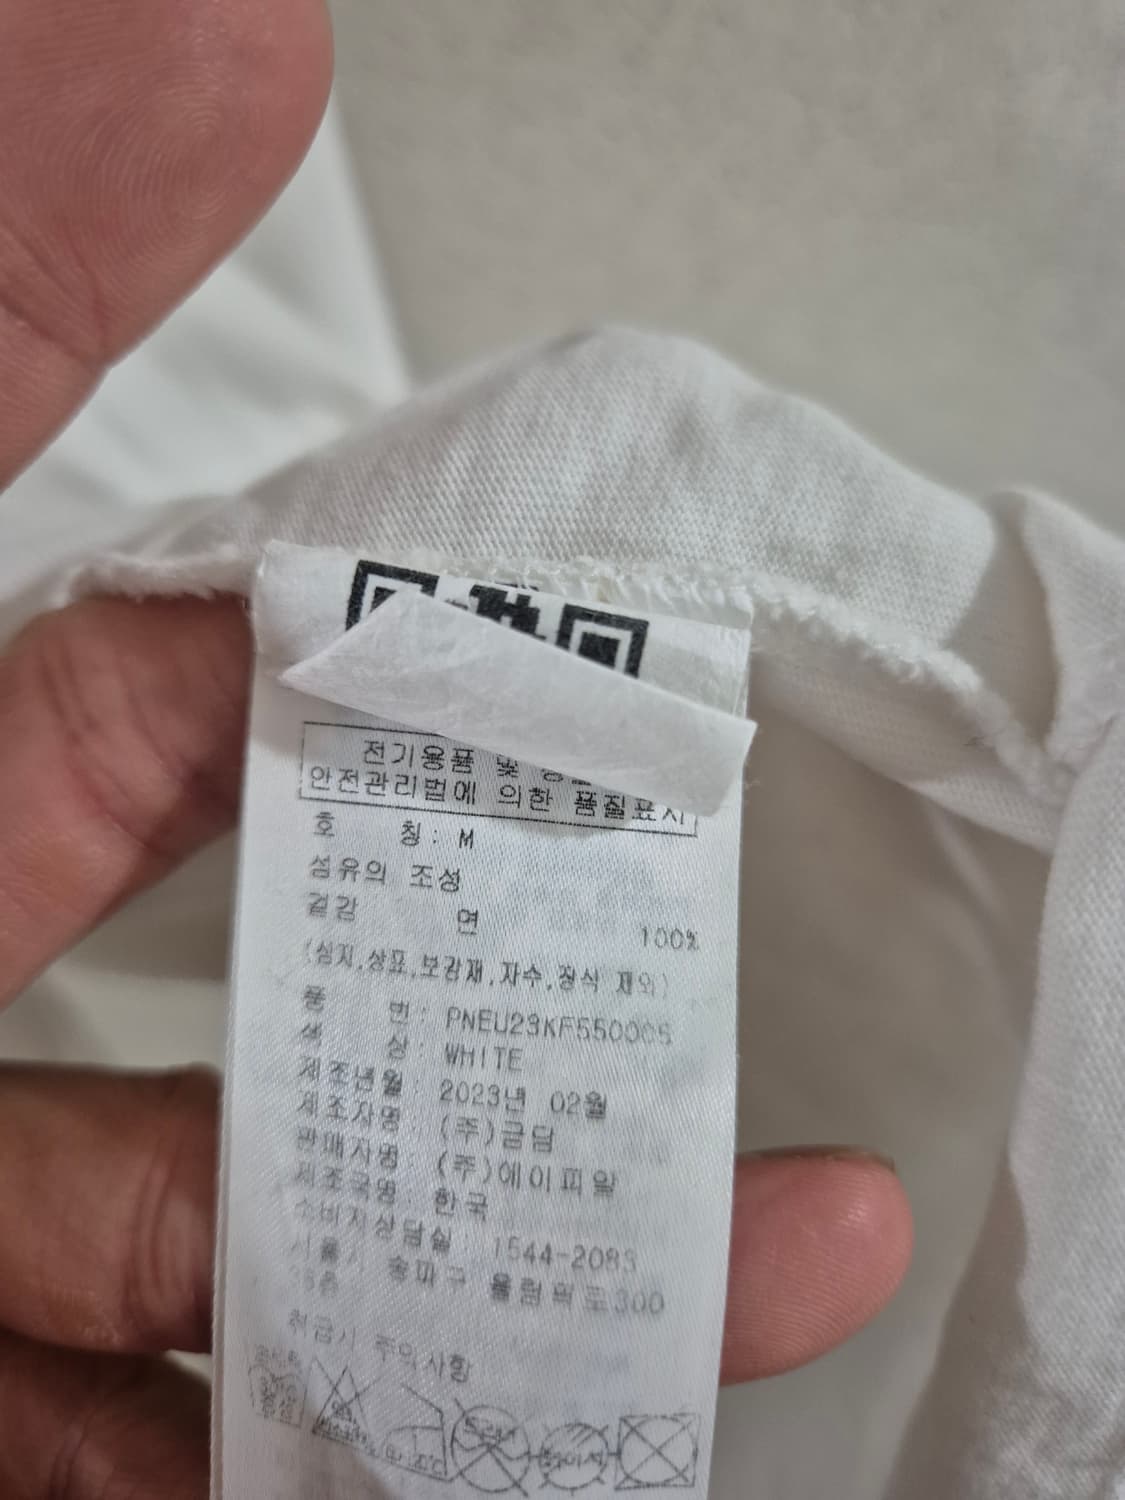 전기용품 및
안전관리법에 의한 품질표시
호 칭: M
섬유의 조성
겉감 연 100%
(심지,상표,보강재,자수,장식 제외)
품 번: PNEU23KF5500CS
색 상: WHITE
제조년월: 2023년 02월
제조자명: (주)금담
판매자명: (주)에이피알
제조국명: 한국
소비자상담실: 1544-2083
서울시 송파구 올림픽로300
취급시 주의사항